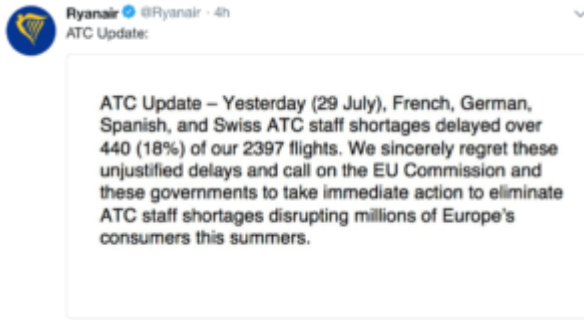 Ryanair @Ryanair · 4h
ATC Update:
ATC Update – Yesterday (29 July), French, German,
Spanish, and Swiss ATC staff shortages delayed over
440 (18%) of our 2397 flights. We sincerely regret these
unjustified delays and call on the EU Commission and
these governments to take immediate action to eliminate
ATC staff shortages disrupting millions of Europe's
consumers this summers.